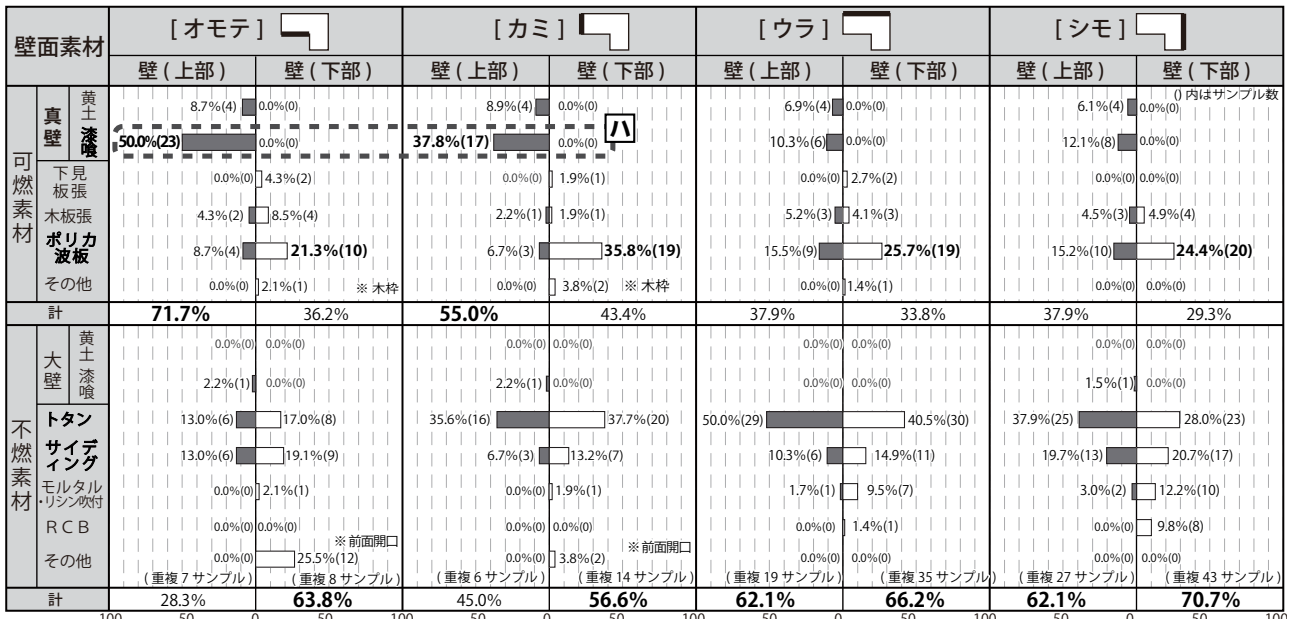 壁面素材 [ オモテ ] [ カミ ] [ ウラ ] [ シモ ]
壁 ( 上部 ) 壁 ( 下部 ) 壁 ( 上部 ) 壁 ( 下部 ) 壁 ( 上部 ) 壁 ( 下部 ) 壁 ( 上部 ) 壁 ( 下部 )
() 内はサンプル数
可燃素材
真壁
黄土 8.7%(4) 0.0%(0) 8.9%(4) 0.0%(0) 6.9%(4) 0.0%(0) 6.1%(4) 0.0%(0)
ハ
漆喰 50.0%(23) 0.0%(0) 37.8%(17) 0.0%(0) 10.3%(6) 0.0%(0) 12.1%(8) 0.0%(0)
下見板張 0.0%(0) 4.3%(2) 0.0%(0) 1.9%(1) 0.0%(0) 2.7%(2) 0.0%(0) 0.0%(0)
木板張 4.3%(2) 8.5%(4) 2.2%(1) 1.9%(1) 5.2%(3) 4.1%(3) 4.5%(3) 4.9%(4)
ポリカ波板 8.7%(4) 21.3%(10) 6.7%(3) 35.8%(19) 15.5%(9) 25.7%(19) 15.2%(10) 24.4%(20)
その他 0.0%(0) 2.1%(1) ※ 木枠 0.0%(0) 3.8%(2) ※ 木枠 0.0%(0) 1.4%(1) 0.0%(0) 0.0%(0)
計 71.7% 36.2% 55.0% 43.4% 37.9% 33.8% 37.9% 29.3%
不燃素材
大壁
黄土 0.0%(0) 0.0%(0) 0.0%(0) 0.0%(0) 0.0%(0) 0.0%(0) 0.0%(0) 0.0%(0)
漆喰 2.2%(1) 0.0%(0) 2.2%(1) 0.0%(0) 0.0%(0) 0.0%(0) 1.5%(1) 0.0%(0)
トタン 13.0%(6) 17.0%(8) 35.6%(16) 37.7%(20) 50.0%(29) 40.5%(30) 37.9%(25) 28.0%(23)
サイディング 13.0%(6) 19.1%(9) 6.7%(3) 13.2%(7) 10.3%(6) 14.9%(11) 19.7%(13) 20.7%(17)
モルタル・リシン吹付 0.0%(0) 2.1%(1) 0.0%(0) 1.9%(1) 1.7%(1) 9.5%(7) 3.0%(2) 12.2%(10)
ＲＣＢ 0.0%(0) 0.0%(0) 0.0%(0) 0.0%(0) 0.0%(0) 1.4%(1) 0.0%(0) 9.8%(8)
※前面開口 ※前面開口
その他 0.0%(0) 25.5%(12) 0.0%(0) 3.8%(2) 0.0%(0) 0.0%(0) 0.0%(0) 0.0%(0)
( 重複 7 サンプル ) ( 重複 8 サンプル ) ( 重複 6 サンプル ) ( 重複 14 サンプル ) ( 重複 19 サンプル ) ( 重複 35 サンプル ) ( 重複 27 サンプル ) ( 重複 43 サンプル )
計 28.3% 63.8% 45.0% 56.6% 62.1% 66.2% 62.1% 70.7%
100 50 0 50 100 50 0 50 100 50 0 50 100 50 0 50 100